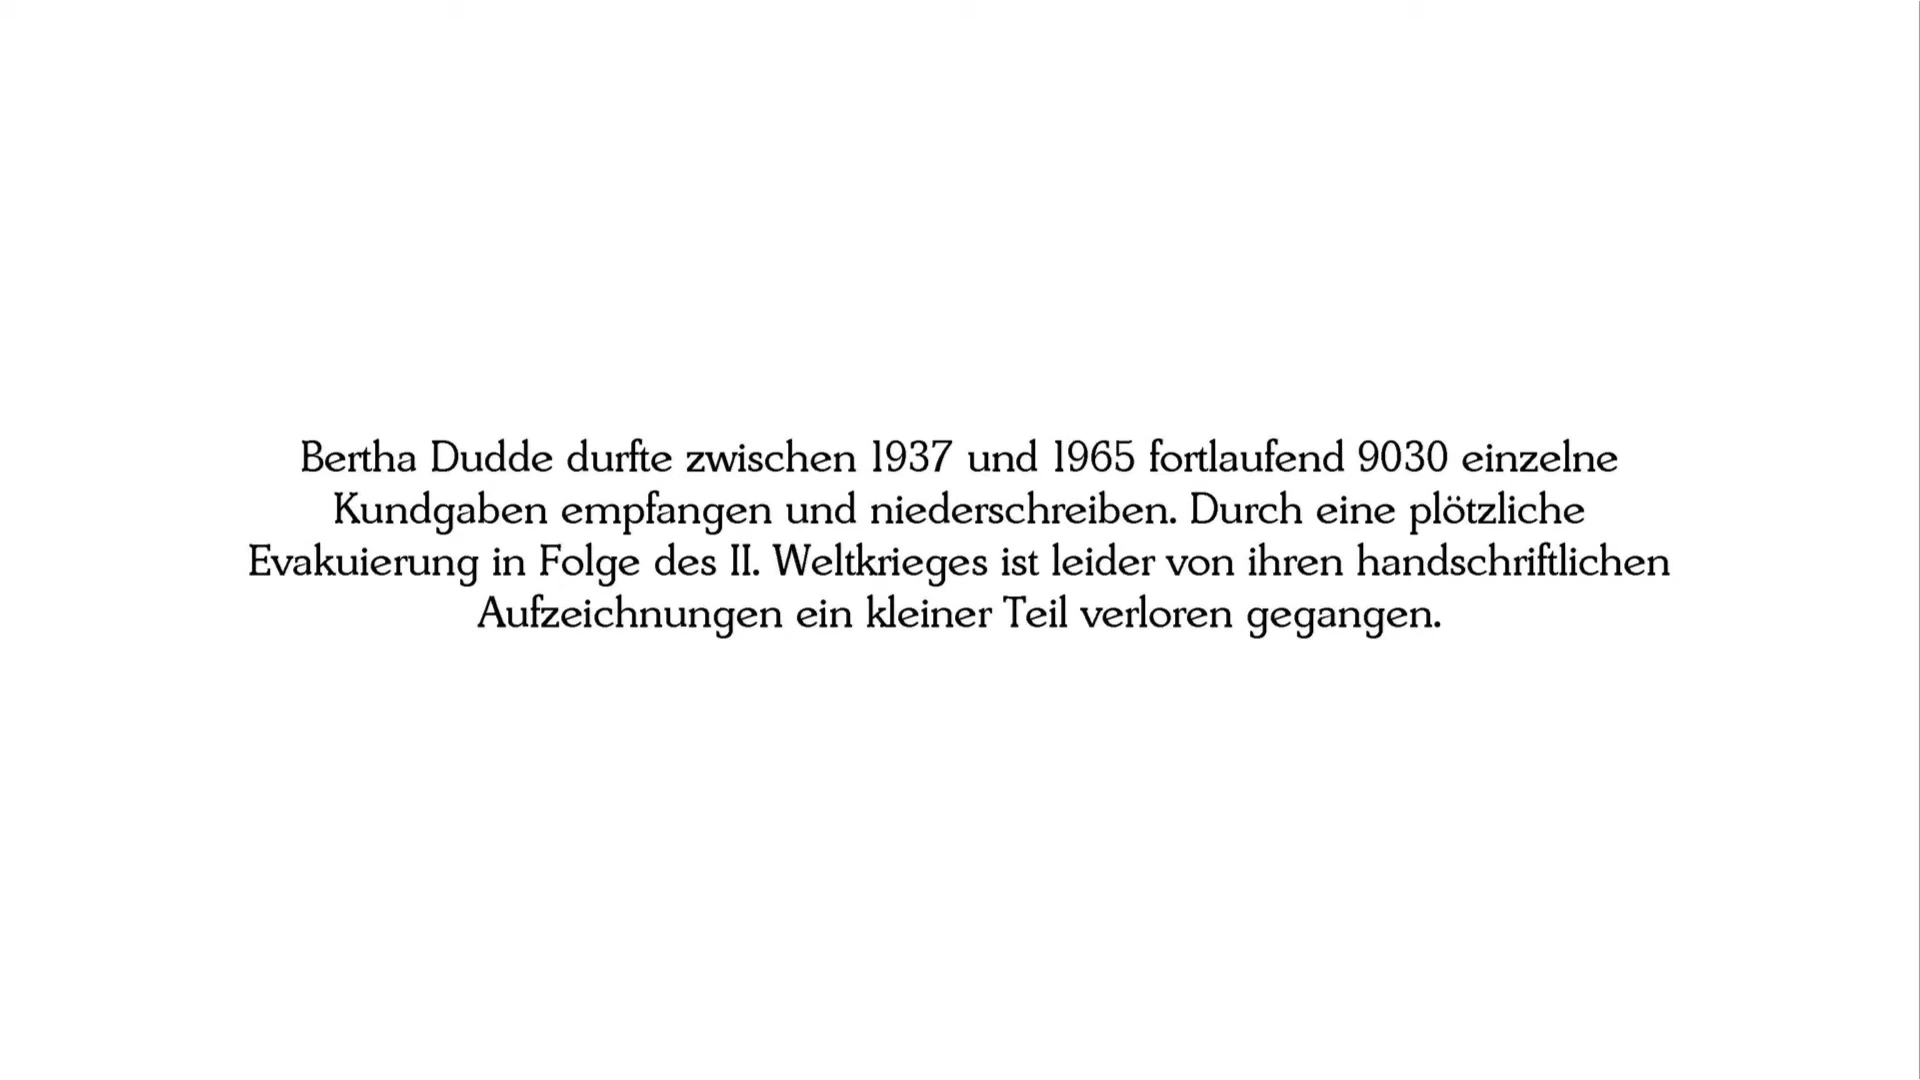 Bertha Dudde durfte zwischen 1937 und 1965 fortlaufend 9030 einzelne
Kundgaben empfangen und niederschreiben. Durch eine plötzliche
Evakuierung in Folge des II. Weltkrieges ist leider von ihren handschriftlichen
Aufzeichnungen ein kleiner Teil verloren gegangen.